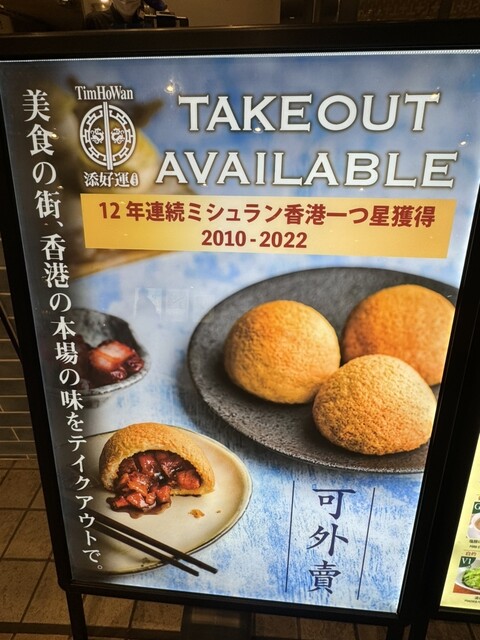 TimHoWan
添好運
TAKEOUT
AVAILABLE
12年連続ミシュラン香港一つ星獲得
2010-2022
美食の街、香港の本場の味をテイクアウトで。
可外賣